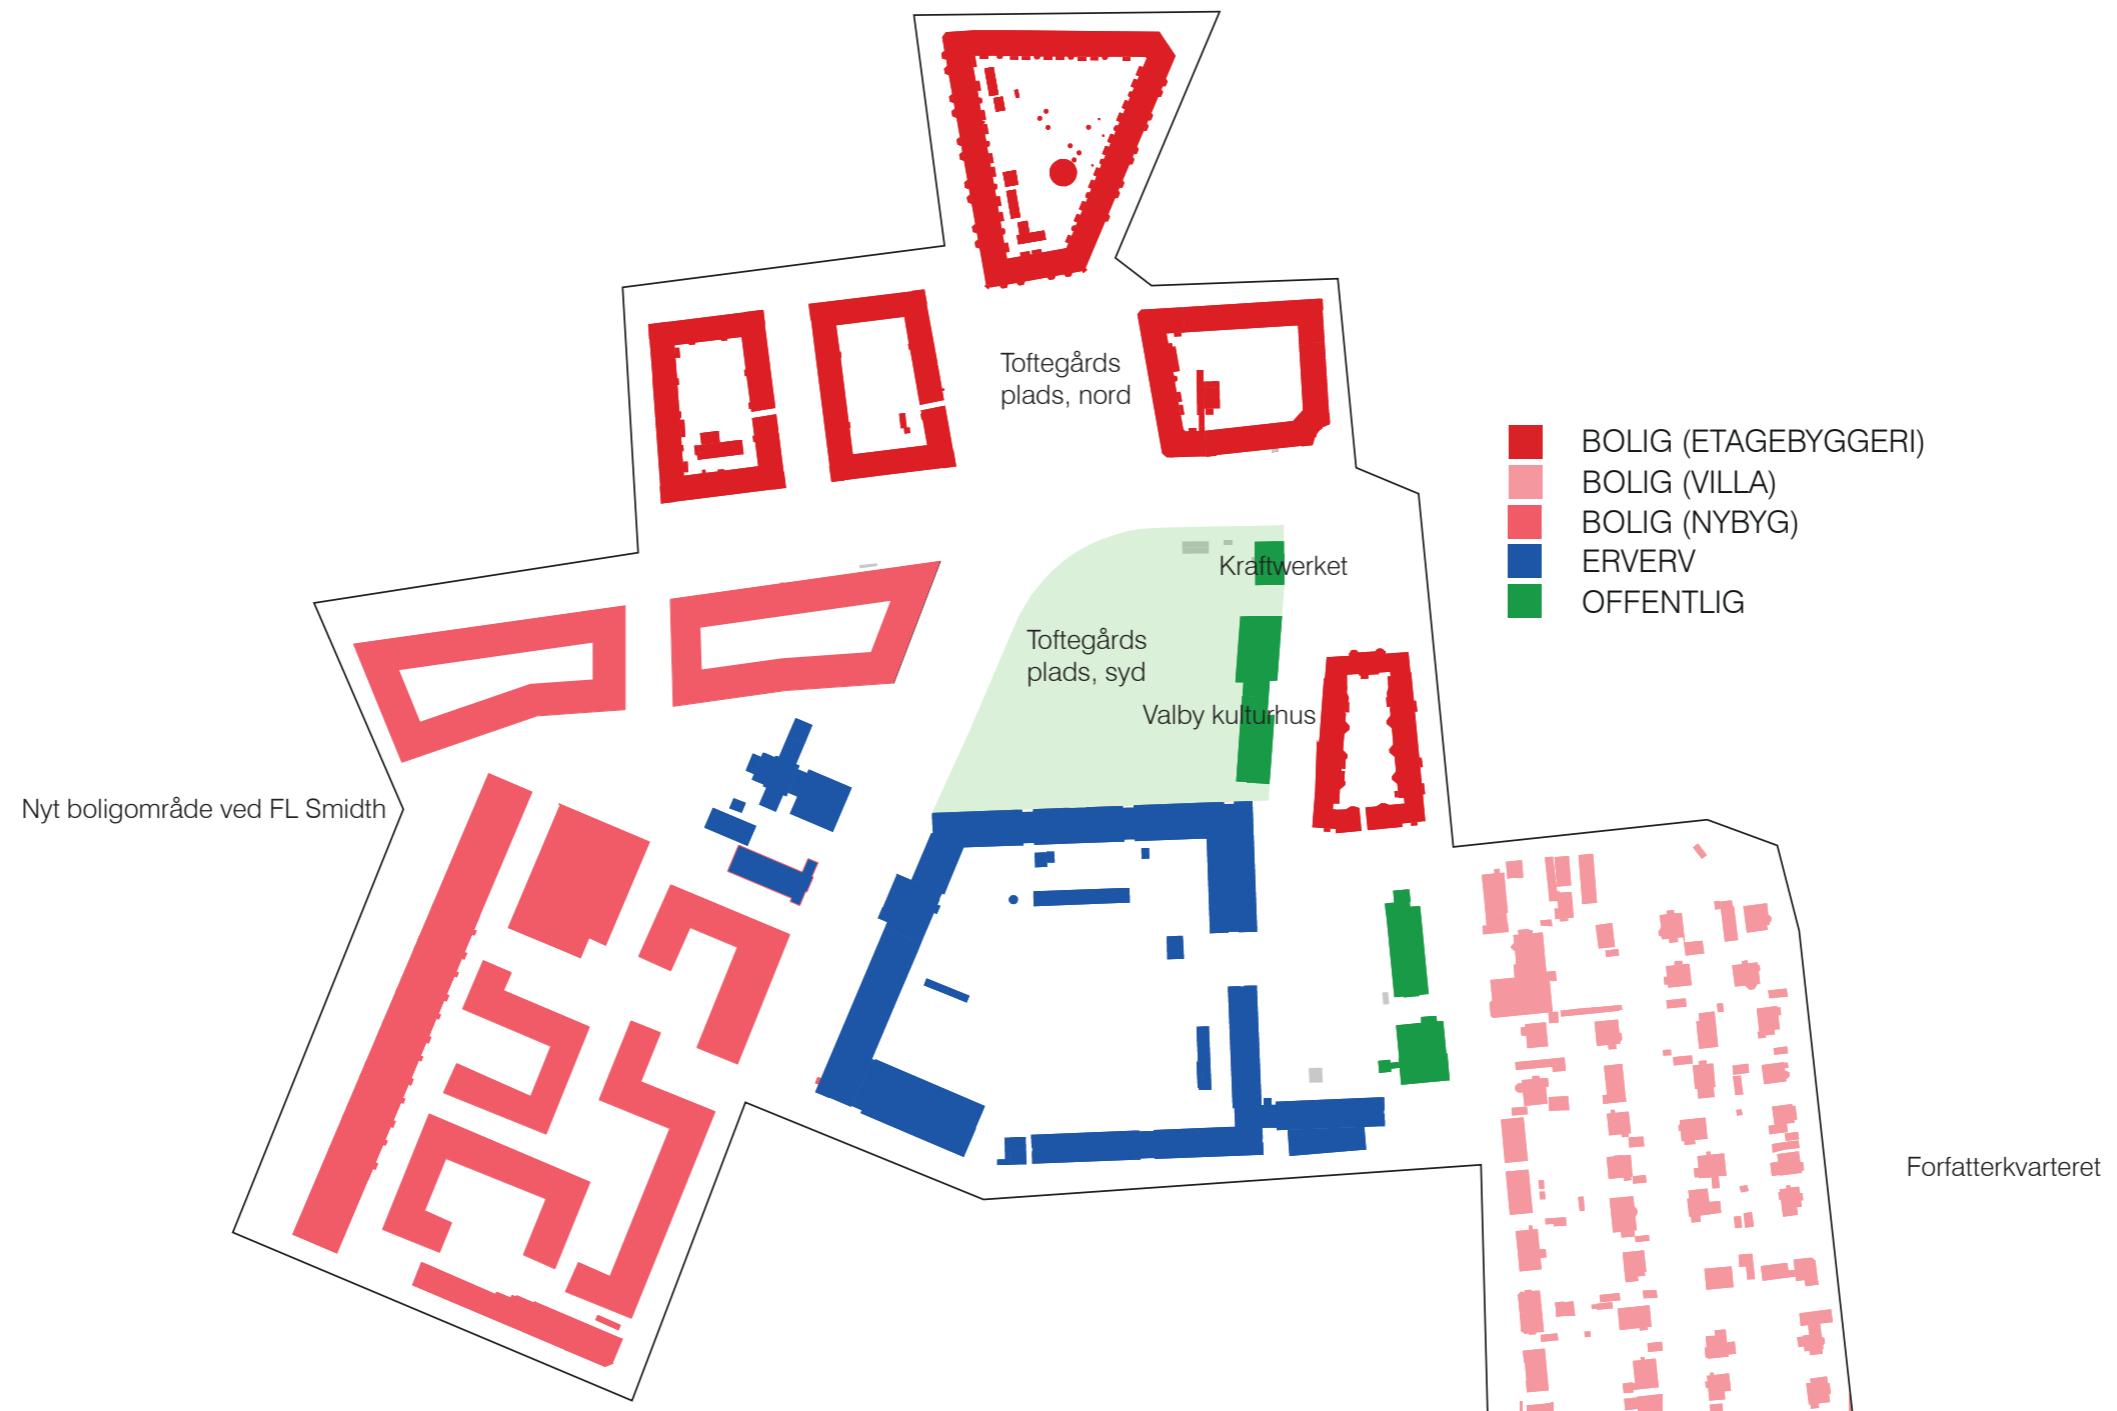 Toftegårds
plads, nord
BOLIG (ETAGEBYGGERI)
BOLIG (VILLA)
BOLIG (NYBYG)
ERVERV
OFFENTLIG
Kraftwerket
Toftegårds
plads, syd
Valby kulturhus
Nyt boligområde ved FL Smidth
Forfatterkvarteret